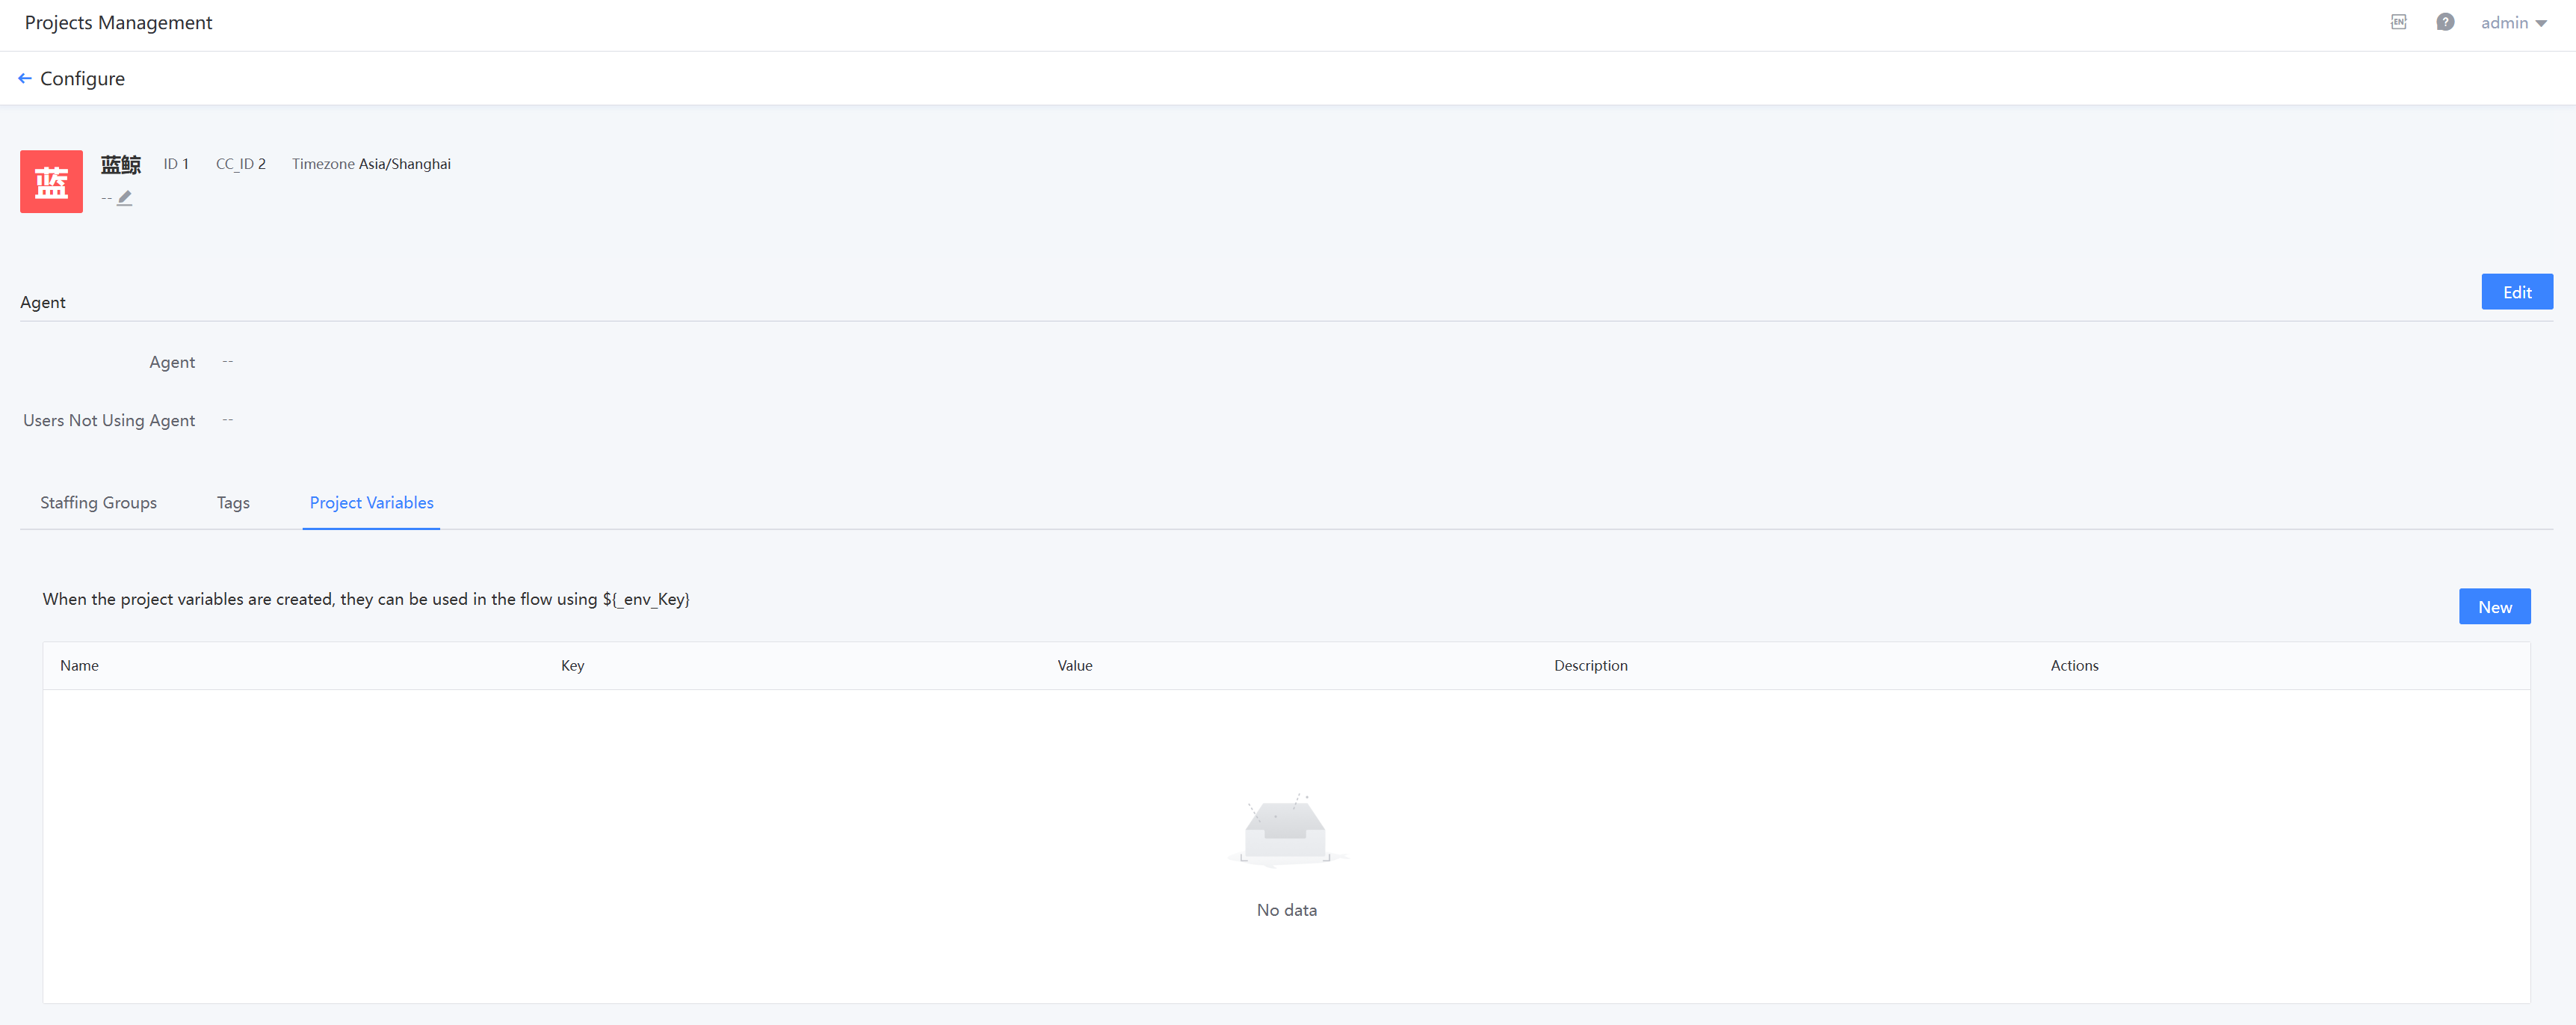 Projects Management
EN
?
admin
Configure
蓝
蓝鲸 ID 1 CC_ID 2 Timezone Asia/Shanghai
--
Agent
Edit
Agent --
Users Not Using Agent --
Staffing Groups Tags Project Variables
When the project variables are created, they can be used in the flow using ${_env_Key}
New
Name Key Value Description Actions
No data